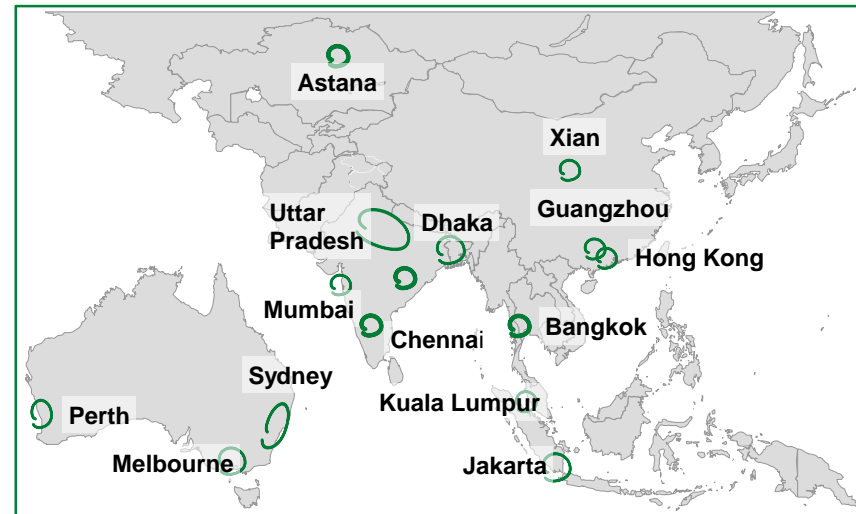 Astana
Xian
Guangzhou
Uttar
Pradesh
Dhaka
Hong Kong
Mumbai
Chennai
Bangkok
Sydney
Perth
Kuala Lumpur
Melbourne
Jakarta